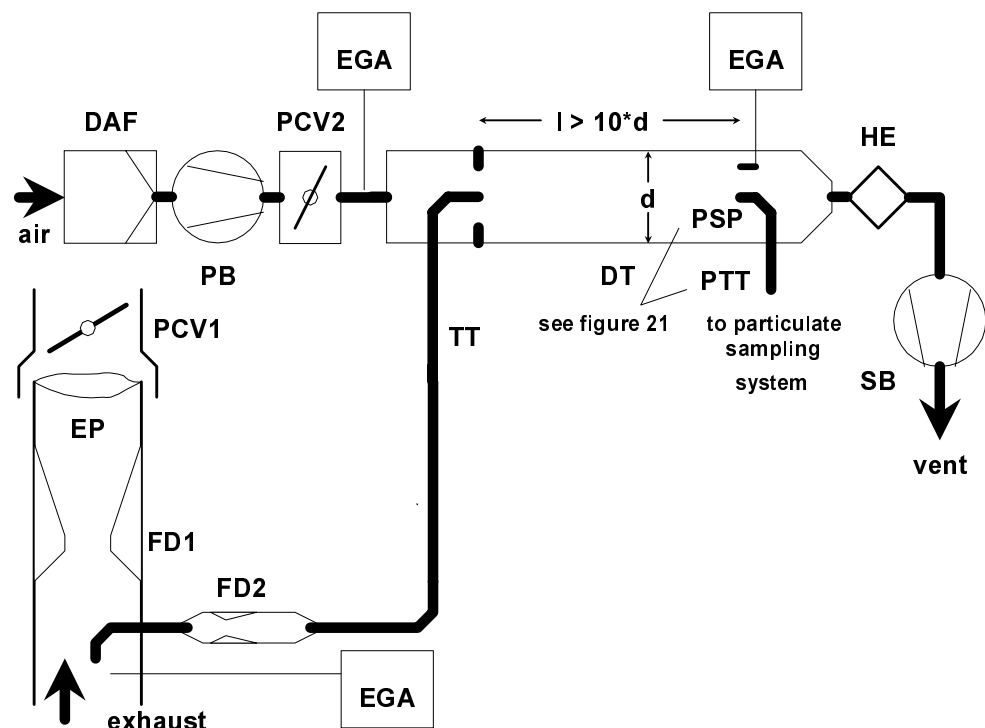 EGA
EGA
DAF
PCV2
l > 10*d
HE
air
d
PSP
PB
DT
PTT
PCV1
TT
see figure 21
to particulate
sampling
system
SB
EP
vent
FD1
FD2
EGA
exhaust